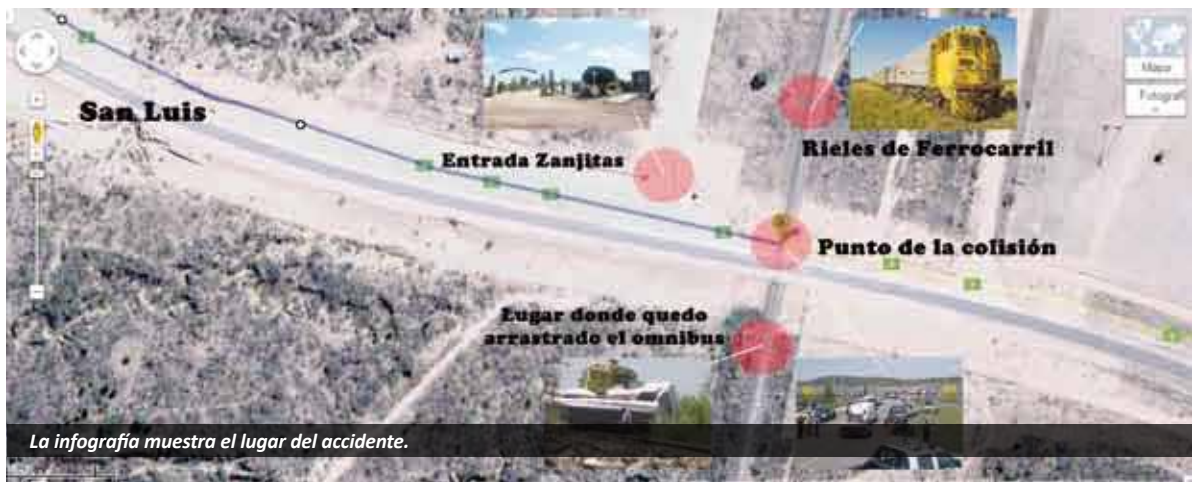 San Luis
Entrada Zanjitas
Rieles de Ferrocarril
Punto de la colisión
Lugar donde quedo
arrastrado el omnibus
Mapa
Fotograf
La infografía muestra el lugar del accidente.